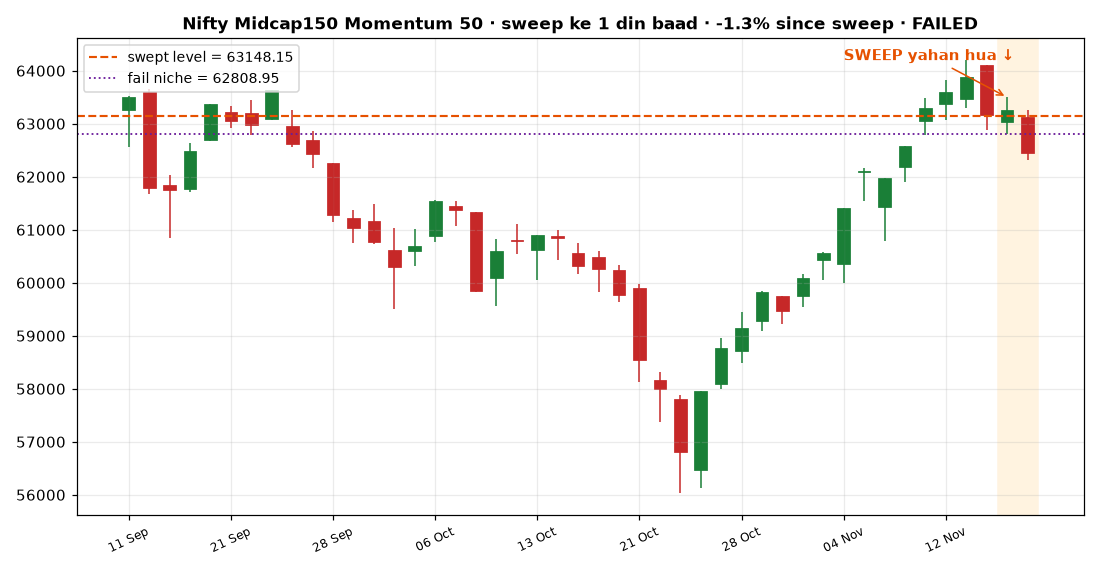 Nifty Midcap150 Momentum 50 · sweep ke 1 din baad · -1.3% since sweep · FAILED
swept level = 63148.15
fail niche = 62808.95
SWEEP yahan hua ↓
64000
63000
62000
61000
60000
59000
58000
57000
56000
11 Sep
21 Sep
28 Sep
06 Oct
13 Oct
21 Oct
28 Oct
04 Nov
12 Nov